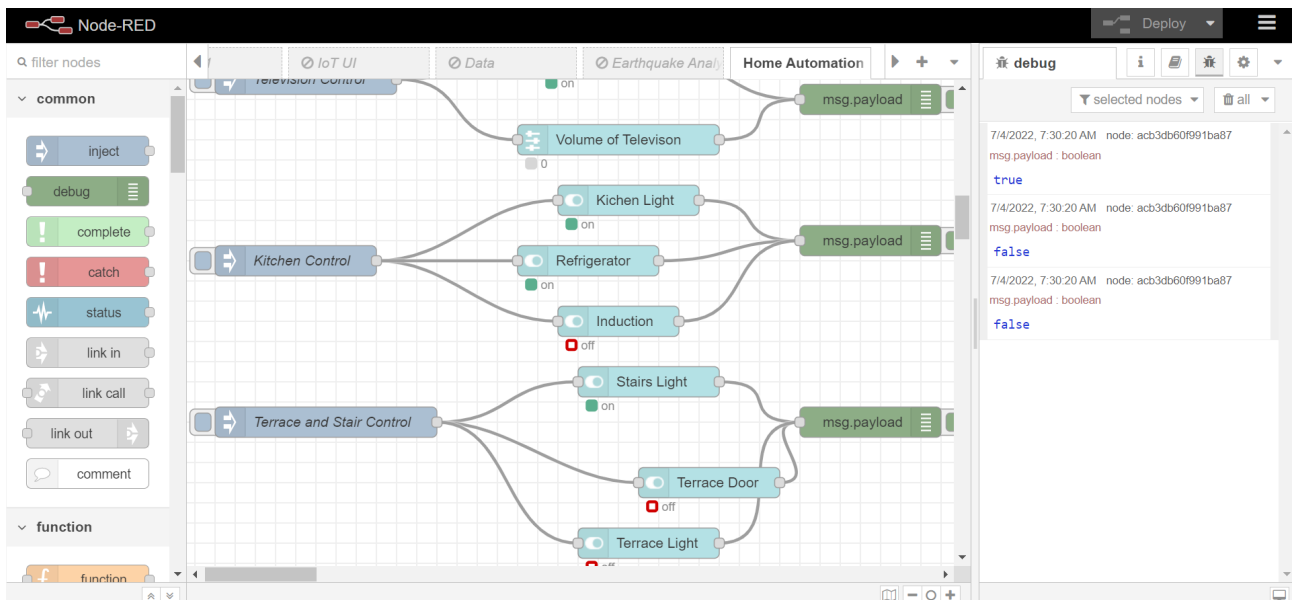 Node-RED
Deploy
filter nodes
IoT UI
Data
Earthquake Analy
Home Automation
debug
i
common
inject
debug
complete
catch
status
link in
link call
link out
comment
function
function
Television Control
on
msg.payload
Volume of Televison
0
Kichen Light
on
msg.payload
Kitchen Control
Refrigerator
on
Induction
off
Stairs Light
on
Terrace and Stair Control
msg.payload
Terrace Door
off
Terrace Light
off
selected nodes
all
7/4/2022, 7:30:20 AM node: acb3db60f991ba87
msg.payload : boolean
true
7/4/2022, 7:30:20 AM node: acb3db60f991ba87
msg.payload : boolean
false
7/4/2022, 7:30:20 AM node: acb3db60f991ba87
msg.payload : boolean
false